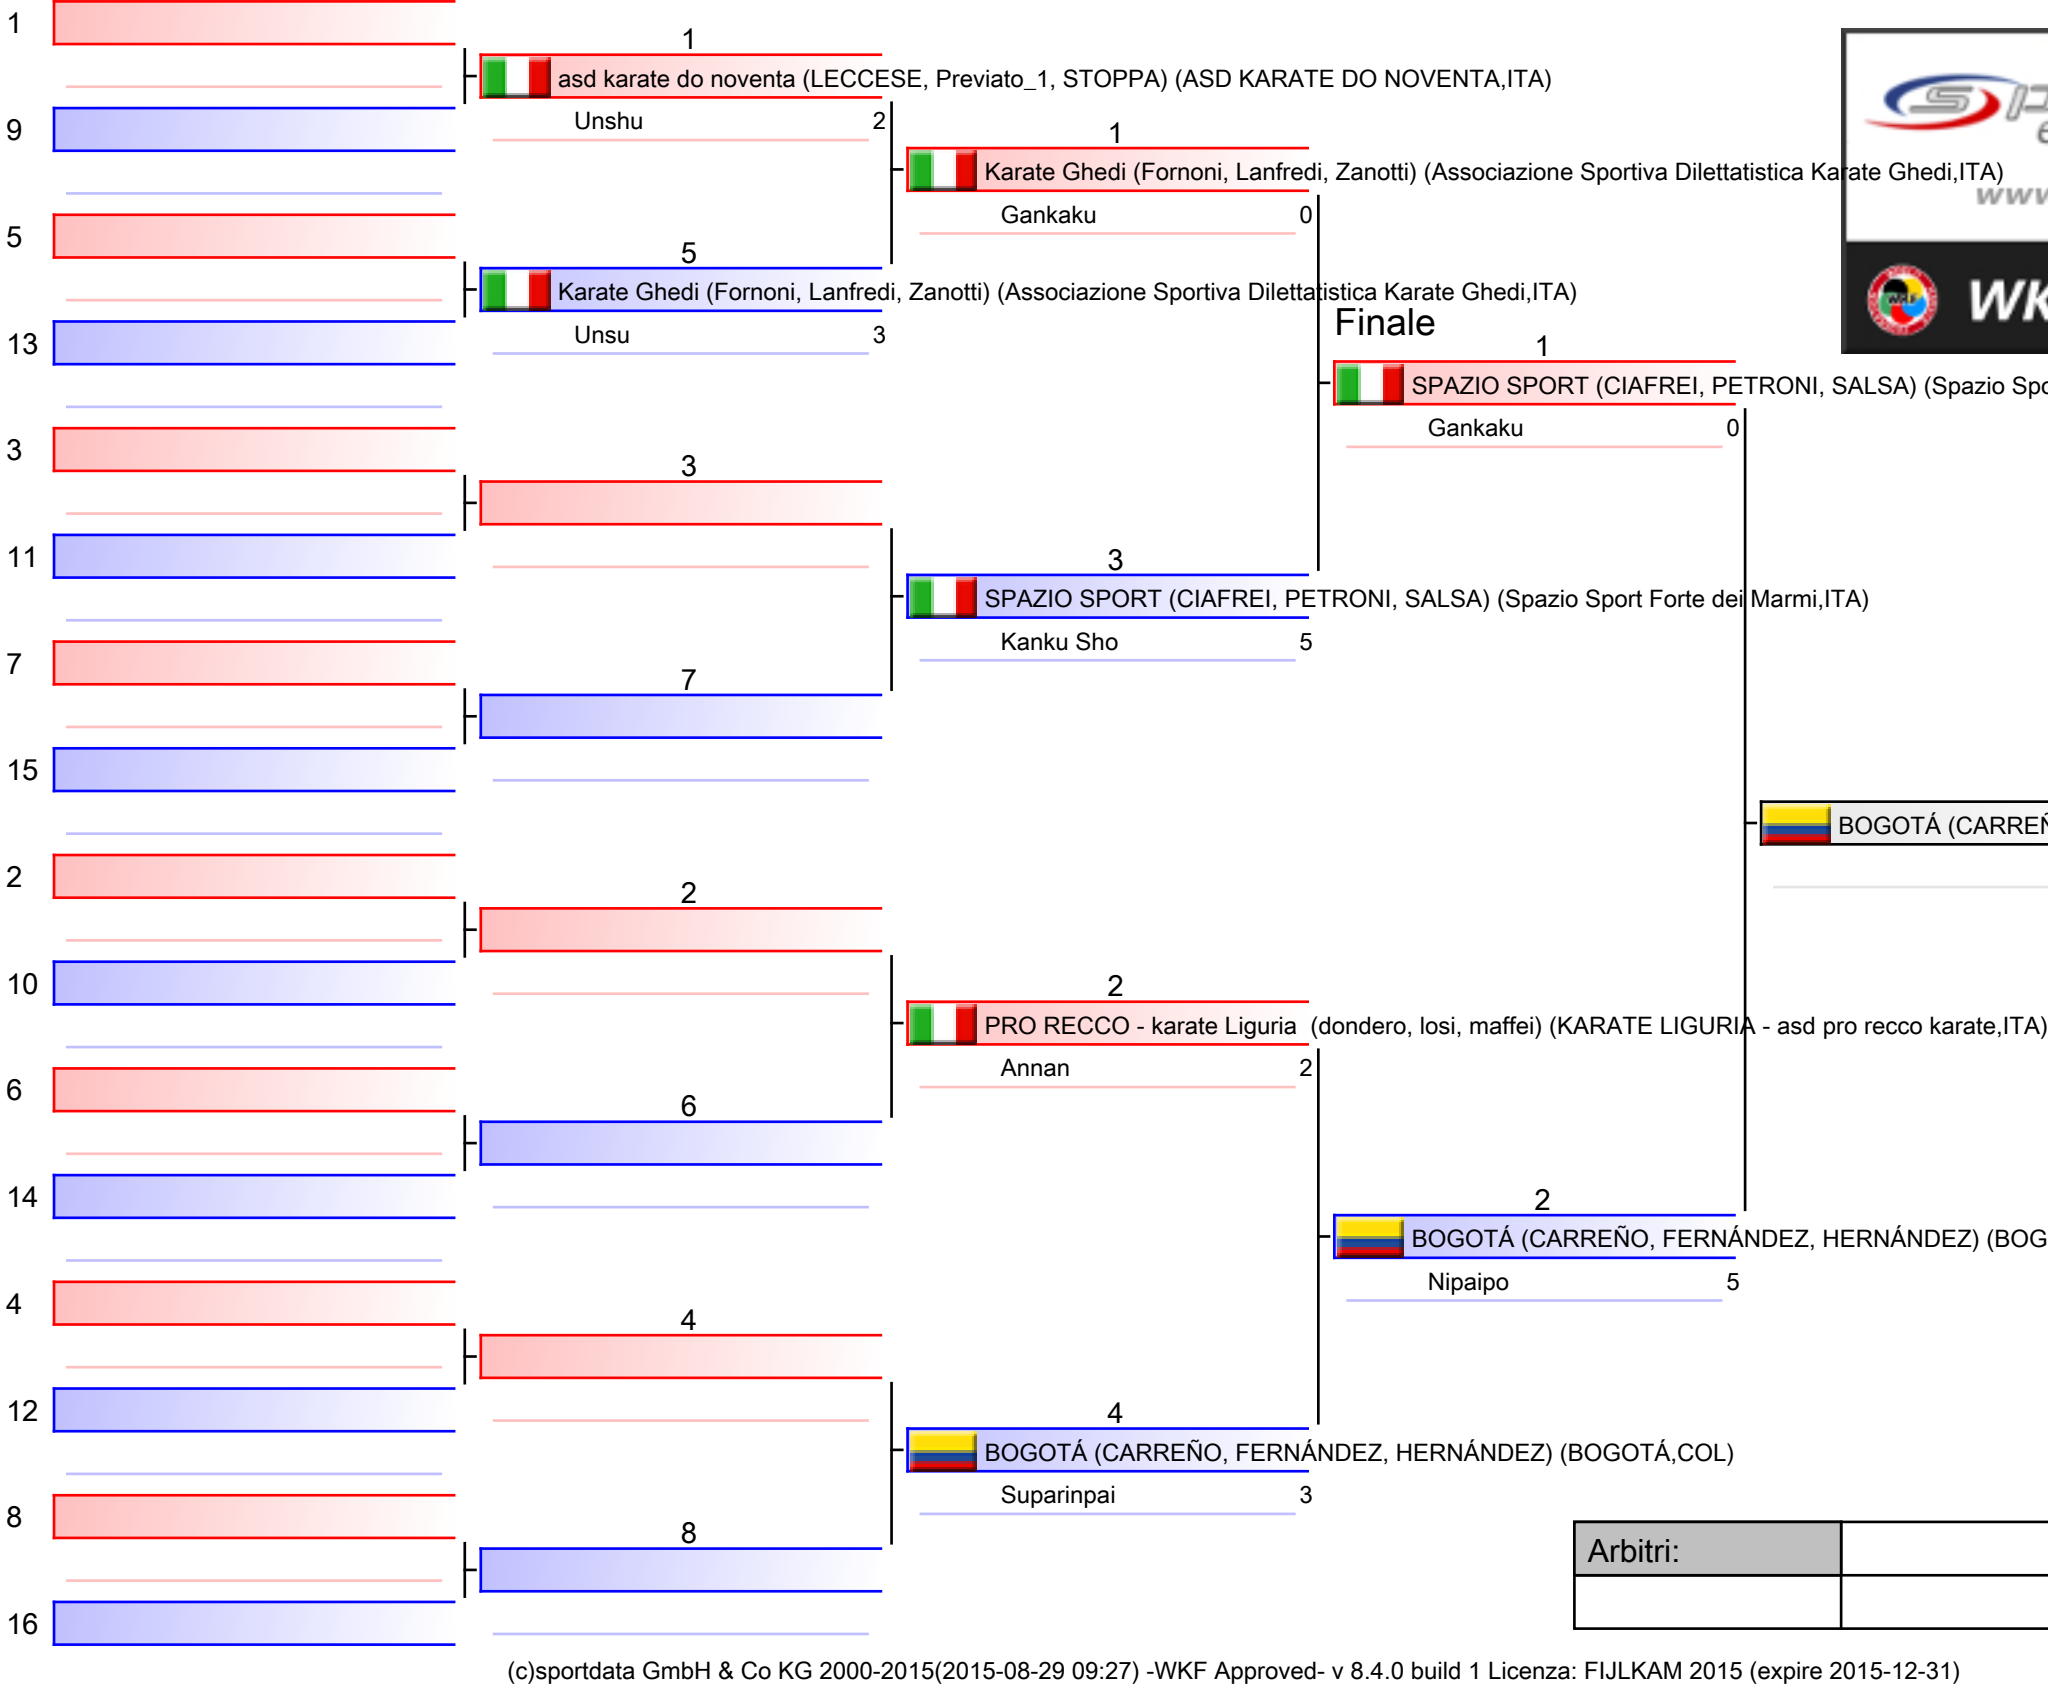 1
9
5
13
3
11
7
15
2
10
6
14
4
12
8
16
1
asd karate do noventa (LECCESE, Previato_1, STOPPA) (ASD KARATE DO NOVENTA,ITA)
Unshu 2
5
Karate Ghedi (Fornoni, Lanfredi, Zanotti) (Associazione Sportiva Dilettatistica Karate Ghedi,ITA)
Unsu 3
3
7
2
6
4
8
1
Karate Ghedi (Fornoni, Lanfredi, Zanotti) (Associazione Sportiva Dilettatistica Karate Ghedi,ITA)
Gankaku 0
3
SPAZIO SPORT (CIAFREI, PETRONI, SALSA) (Spazio Sport Forte dei Marmi,ITA)
Kanku Sho 5
2
PRO RECCO - karate Liguria (dondero, losi, maffei) (KARATE LIGURIA - asd pro recco karate,ITA)
Annan 2
4
BOGOTÁ (CARREÑO, FERNÁNDEZ, HERNÁNDEZ) (BOGOTÁ,COL)
Suparinpai 3
Finale
1
SPAZIO SPORT (CIAFREI, PETRONI, SALSA) (Spazio Spo
Gankaku 0
2
BOGOTÁ (CARREÑO, FERNÁNDEZ, HERNÁNDEZ) (BOG
Nipaipo 5
BOGOTÁ (CARREÑ
www
WK
Arbitri:
(c)sportdata GmbH & Co KG 2000-2015(2015-08-29 09:27) -WKF Approved- v 8.4.0 build 1 Licenza: FIJLKAM 2015 (expire 2015-12-31)